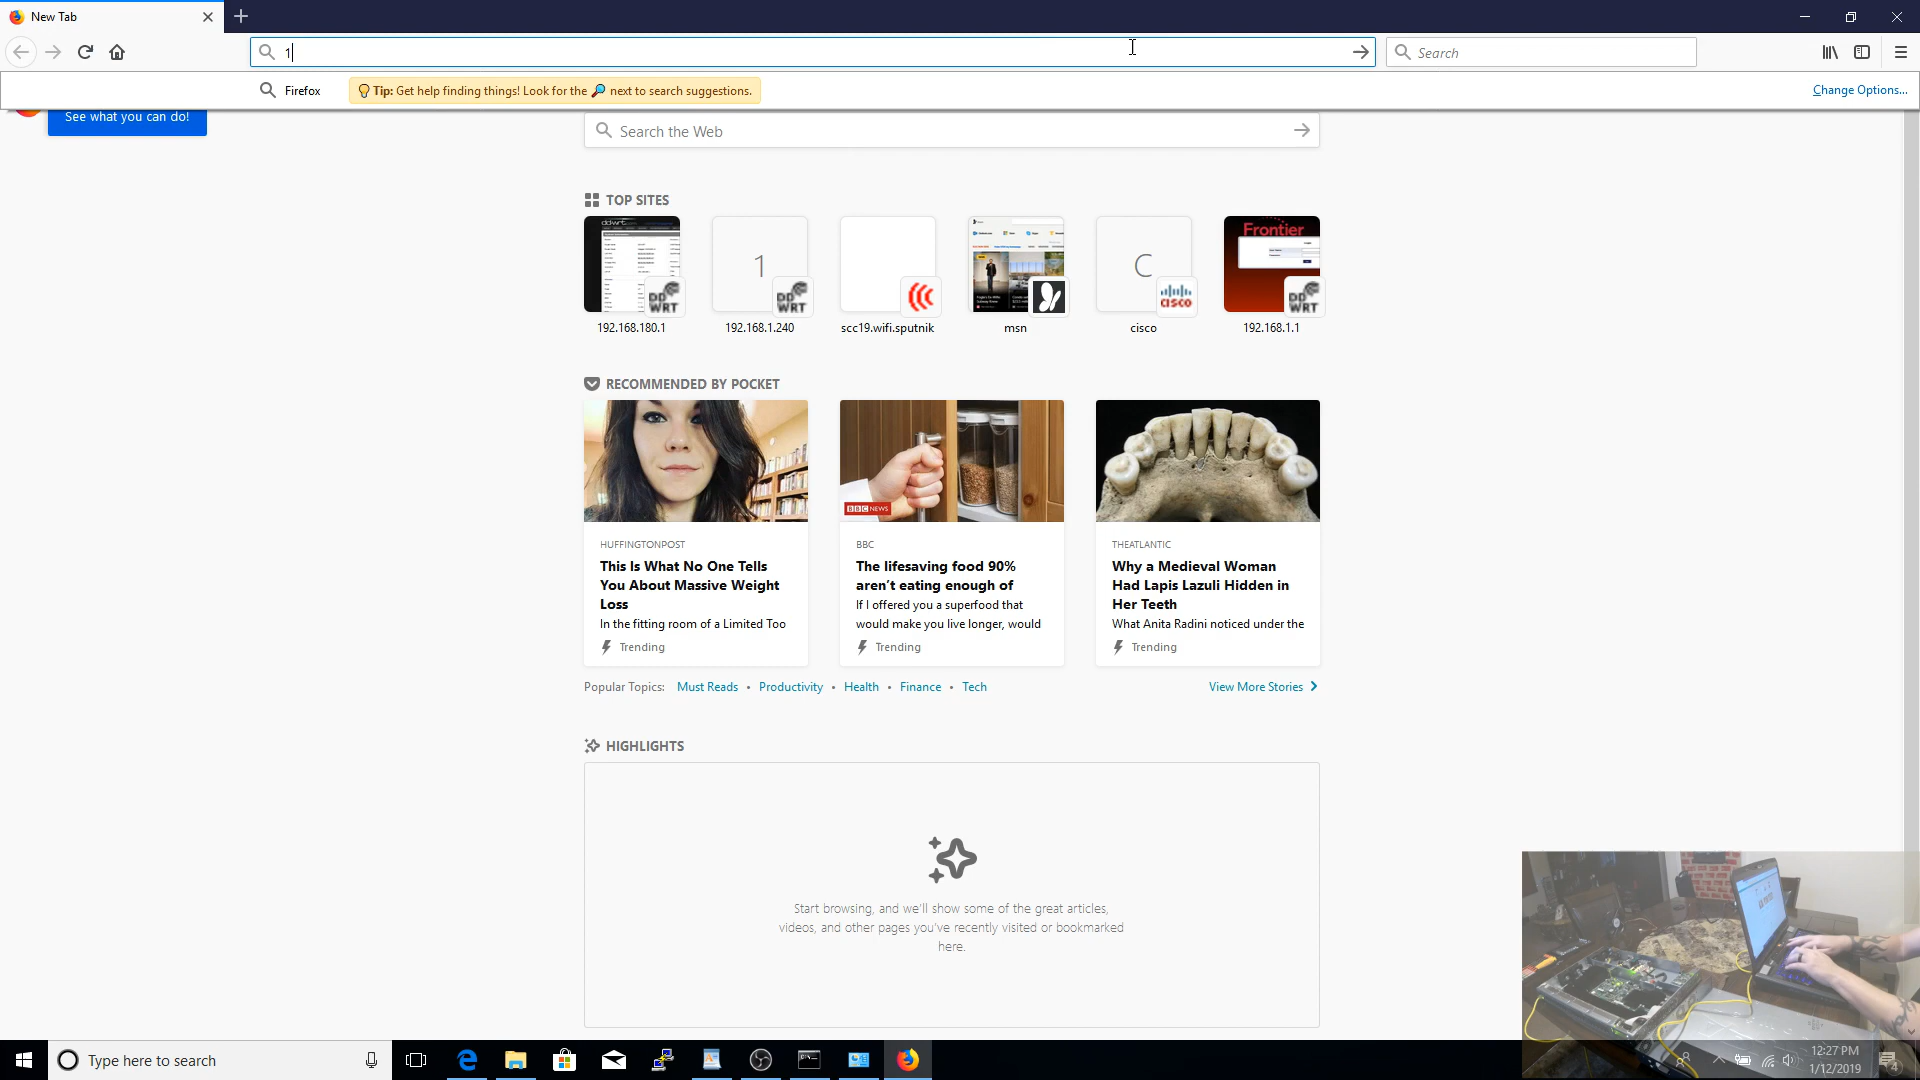 New Tab
1
Search
Firefox
Tip: Get help finding things! Look for the next to search suggestions.
Change Options...
See what you can do!
Search the Web
TOP SITES
ddwrt
1
DD WRT
C
CISCO
Frontier
192.168.180.1
192.168.1.240
scc19.wifi.sputnik
msn
cisco
192.168.1.1
RECOMMENDED BY POCKET
BBC NEWS
HUFFINGTONPOST
This Is What No One Tells
You About Massive Weight
Loss
In the fitting room of a Limited Too
Trending
BBC
The lifesaving food 90%
aren't eating enough of
If I offered you a superfood that
would make you live longer, would
Trending
THEATLANTIC
Why a Medieval Woman
Had Lapis Lazuli Hidden in
Her Teeth
What Anita Radini noticed under the
Trending
Popular Topics: Must Reads • Productivity • Health • Finance • Tech
View More Stories
HIGHLIGHTS
Start browsing, and we'll show some of the great articles,
videos, and other pages you've recently visited or bookmarked
here.
Type here to search
12:27 PM
1/12/2019
4